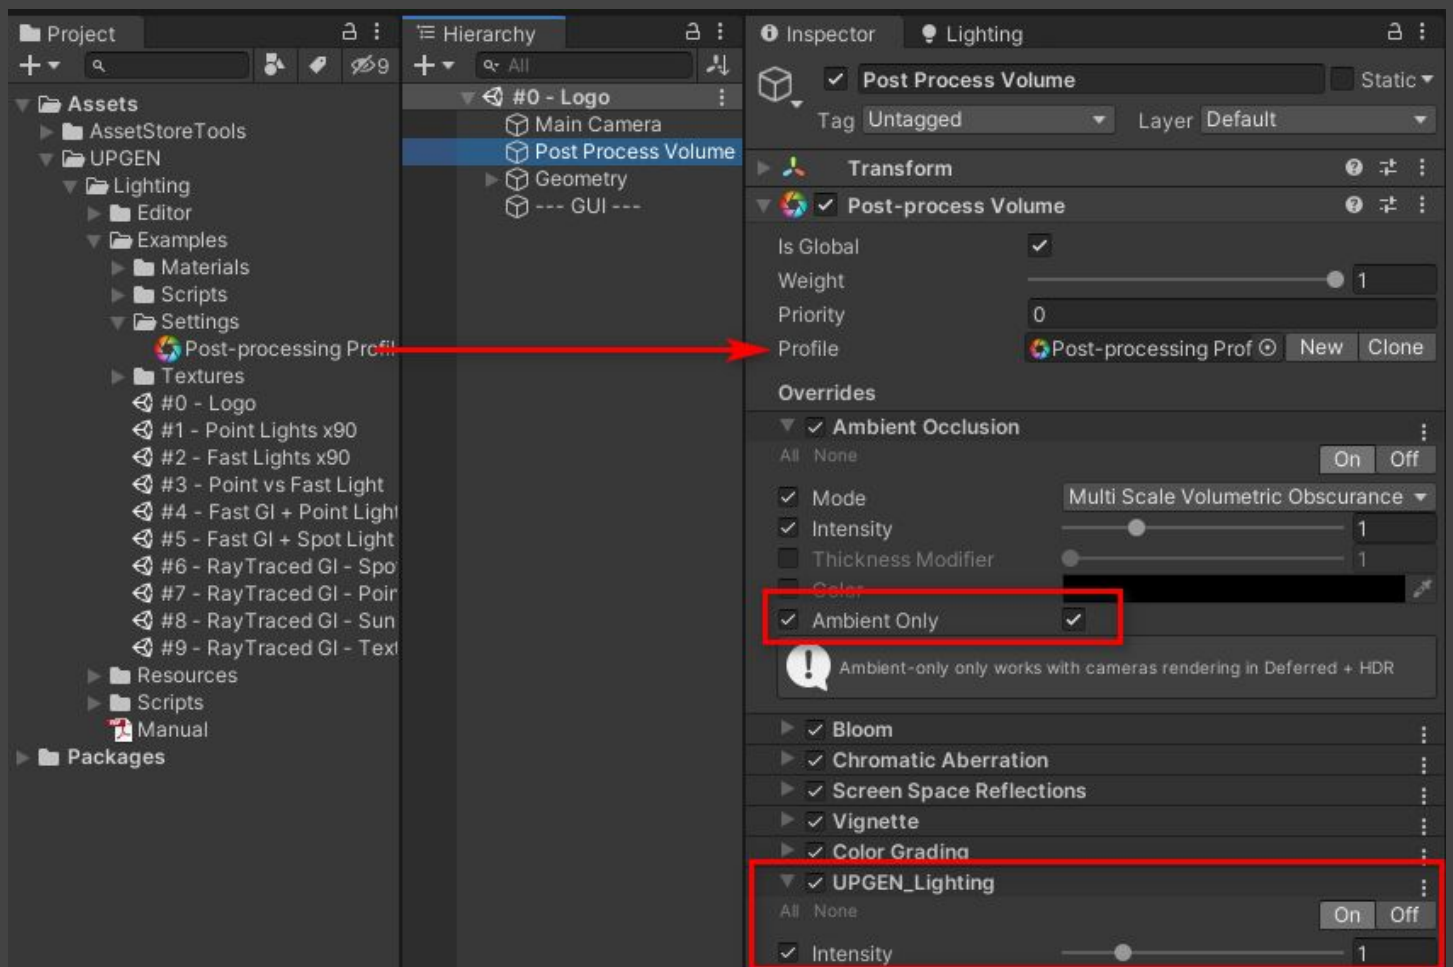 Project
9
Assets
AssetStoreTools
UPGEN
Lighting
Editor
Examples
Materials
Scripts
Settings
Post-processing Profil
Textures
#0 - Logo
#1 - Point Lights x90
#2 - Fast Lights x90
#3 - Point vs Fast Light
#4 - Fast GI + Point Light
#5 - Fast GI + Spot Light
#6 - RayTraced GI - Spo
#7 - RayTraced GI - Poin
#8 - RayTraced GI - Sun
#9 - RayTraced GI - Text
Resources
Scripts
Manual
Packages
Hierarchy
All
#0 - Logo
Main Camera
Post Process Volume
Geometry
--- GUI ---
Inspector Lighting
Post Process Volume Static
Tag Untagged Layer Default
Transform
Post-process Volume
Is Global
Weight 1
Priority 0
Profile Post-processing Prof New Clone
Overrides
Ambient Occlusion
All None On Off
Mode Multi Scale Volumetric Obscurance
Intensity 1
Thickness Modifier 1
Color
Ambient Only
Ambient-only only works with cameras rendering in Deferred + HDR
Bloom
Chromatic Aberration
Screen Space Reflections
Vignette
Color Grading
UPGEN_Lighting
All None On Off
Intensity 1